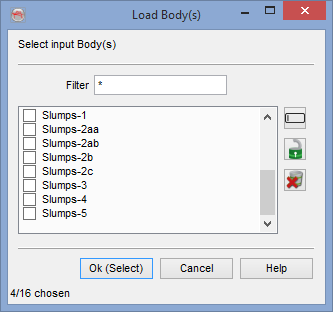 Load Body(s)
Select input Body(s)
Filter *
Slumps-1
Slumps-2aa
Slumps-2ab
Slumps-2b
Slumps-2c
Slumps-3
Slumps-4
Slumps-5
Ok (Select) Cancel Help
4/16 chosen